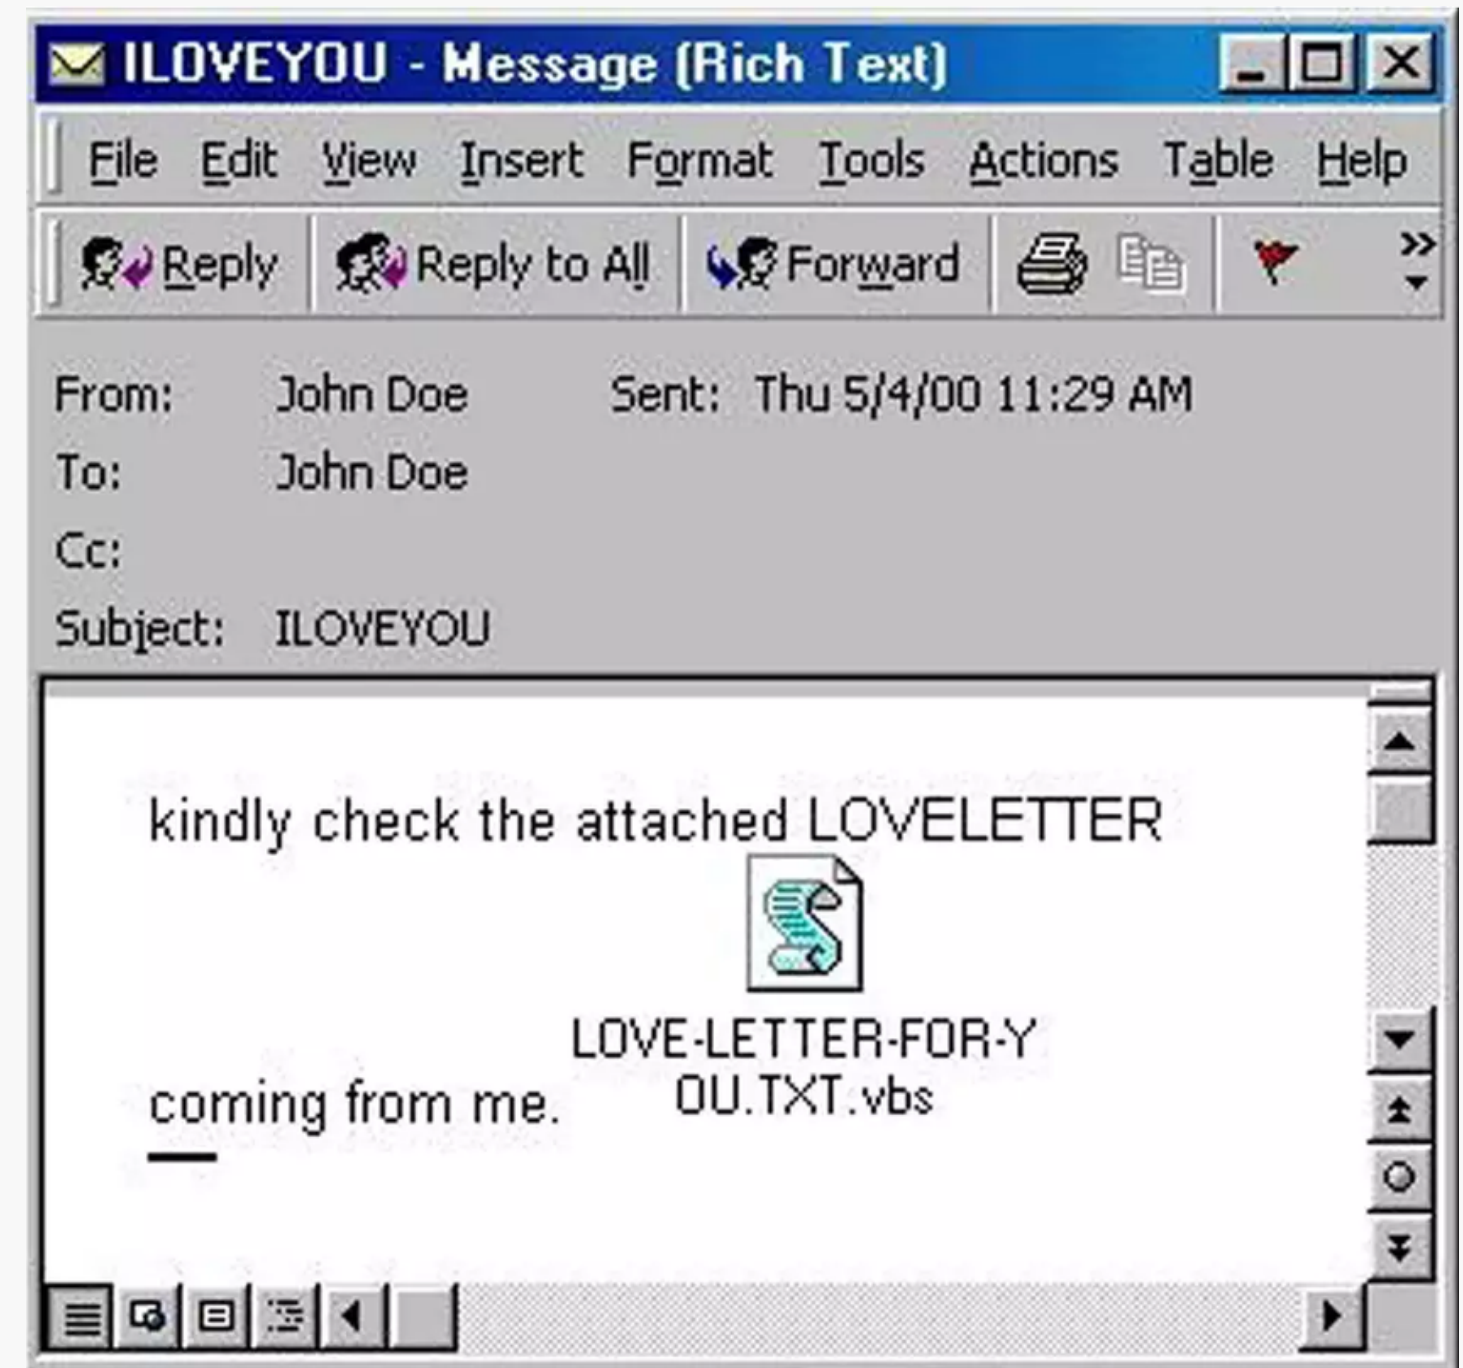 ILOVEYOU - Message (Rich Text)
File Edit View Insert Format Tools Actions Table Help
Reply Reply to All Forward
From: John Doe Sent: Thu 5/4/00 11:29 AM
To: John Doe
Cc:
Subject: ILOVEYOU
kindly check the attached LOVELETTER
LOVE-LETTER-FOR-Y
OU.TXT.vbs
coming from me.